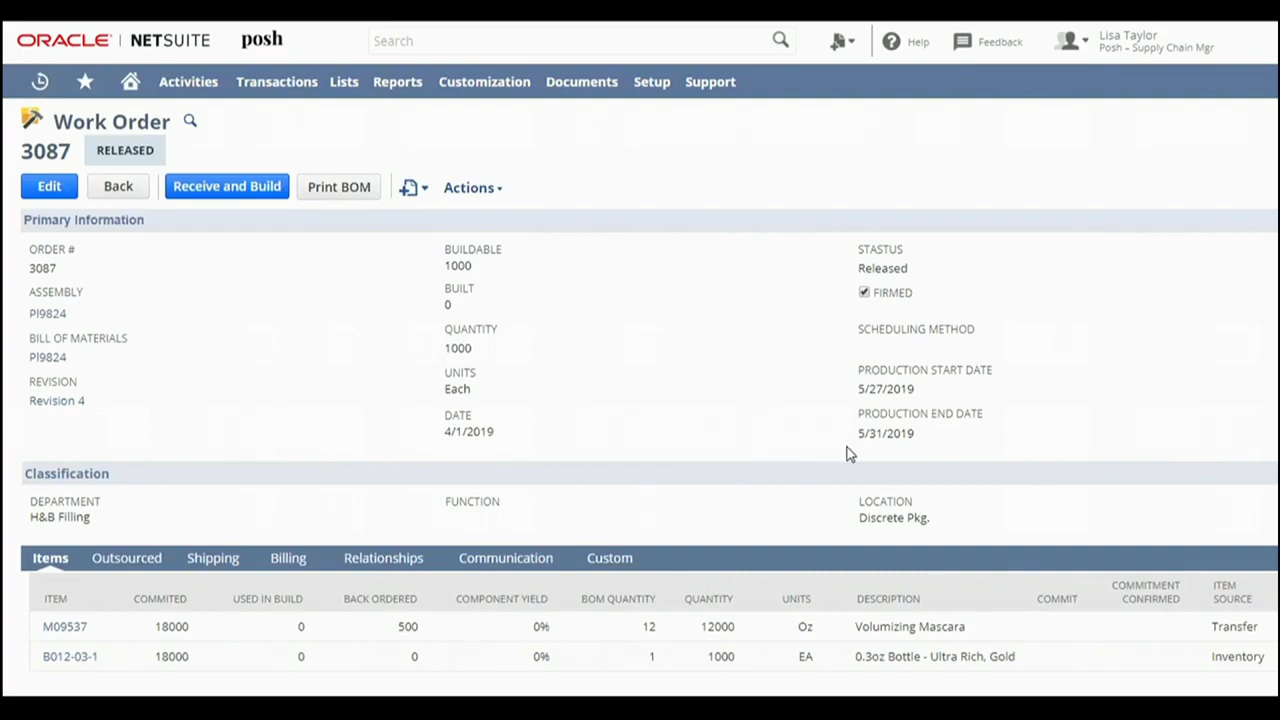 ORACLE | NETSUITE posh
Search
Help
Feedback
Lisa Taylor
Posh – Supply Chain Mgr
Activities Transactions Lists Reports Customization Documents Setup Support
Work Order
3087 RELEASED
Edit Back Receive and Build Print BOM Actions
Primary Information
ORDER #
3087
ASSEMBLY
PI9824
BILL OF MATERIALS
PI9824
REVISION
Revision 4
BUILDABLE
1000
BUILT
0
QUANTITY
1000
UNITS
Each
DATE
4/1/2019
STASTUS
Released
FIRMED
SCHEDULING METHOD
PRODUCTION START DATE
5/27/2019
PRODUCTION END DATE
5/31/2019
Classification
DEPARTMENT
H&B Filling
FUNCTION
LOCATION
Discrete Pkg.
Items Outsourced Shipping Billing Relationships Communication Custom
ITEM COMMITED USED IN BUILD BACK ORDERED COMPONENT YIELD BOM QUANTITY QUANTITY UNITS DESCRIPTION COMMIT COMMITMENT CONFIRMED ITEM SOURCE
M09537 18000 0 500 0% 12 12000 Oz Volumizing Mascara Transfer
B012-03-1 18000 0 0 0% 1 1000 EA 0.3oz Bottle - Ultra Rich, Gold Inventory